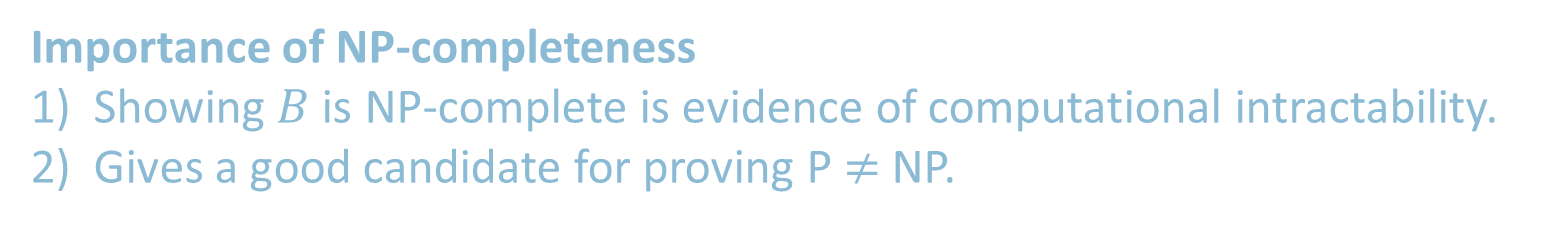 Importance of NP-completeness
1) Showing B is NP-complete is evidence of computational intractability.
2) Gives a good candidate for proving P ≠ NP.